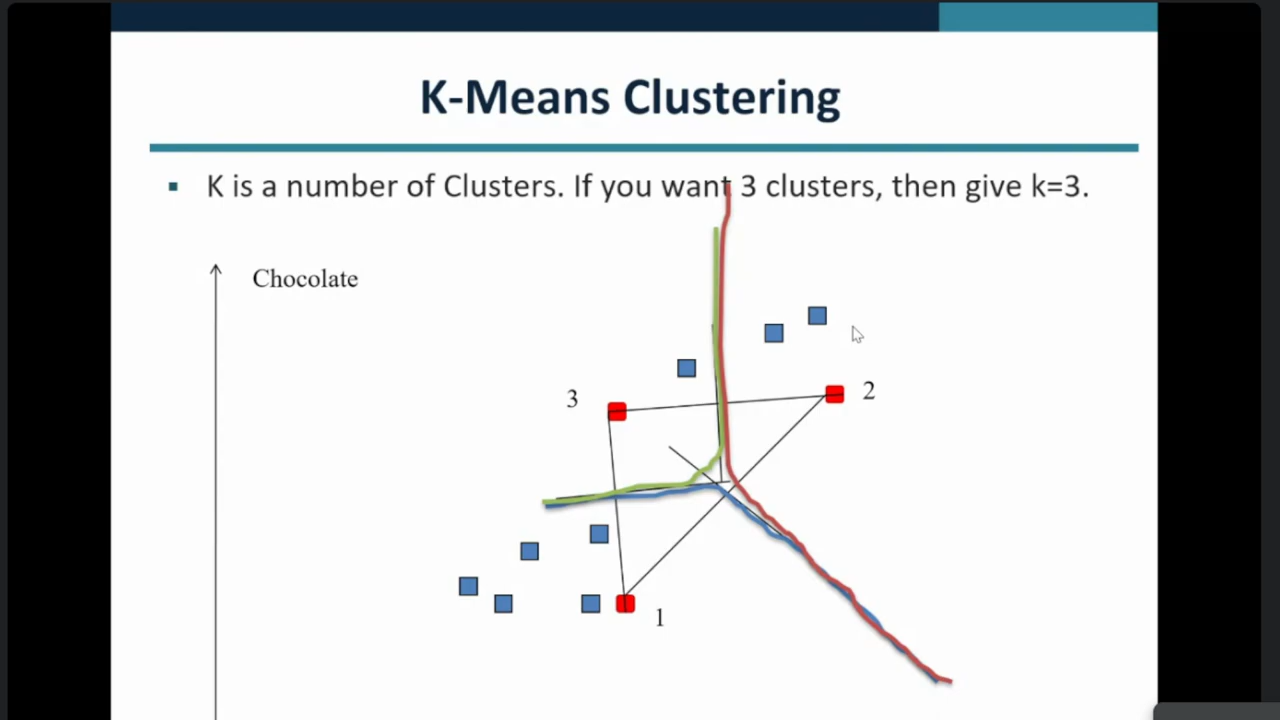 K-Means Clustering
K is a number of Clusters. If you want 3 clusters, then give k=3.
Chocolate
3
2
1